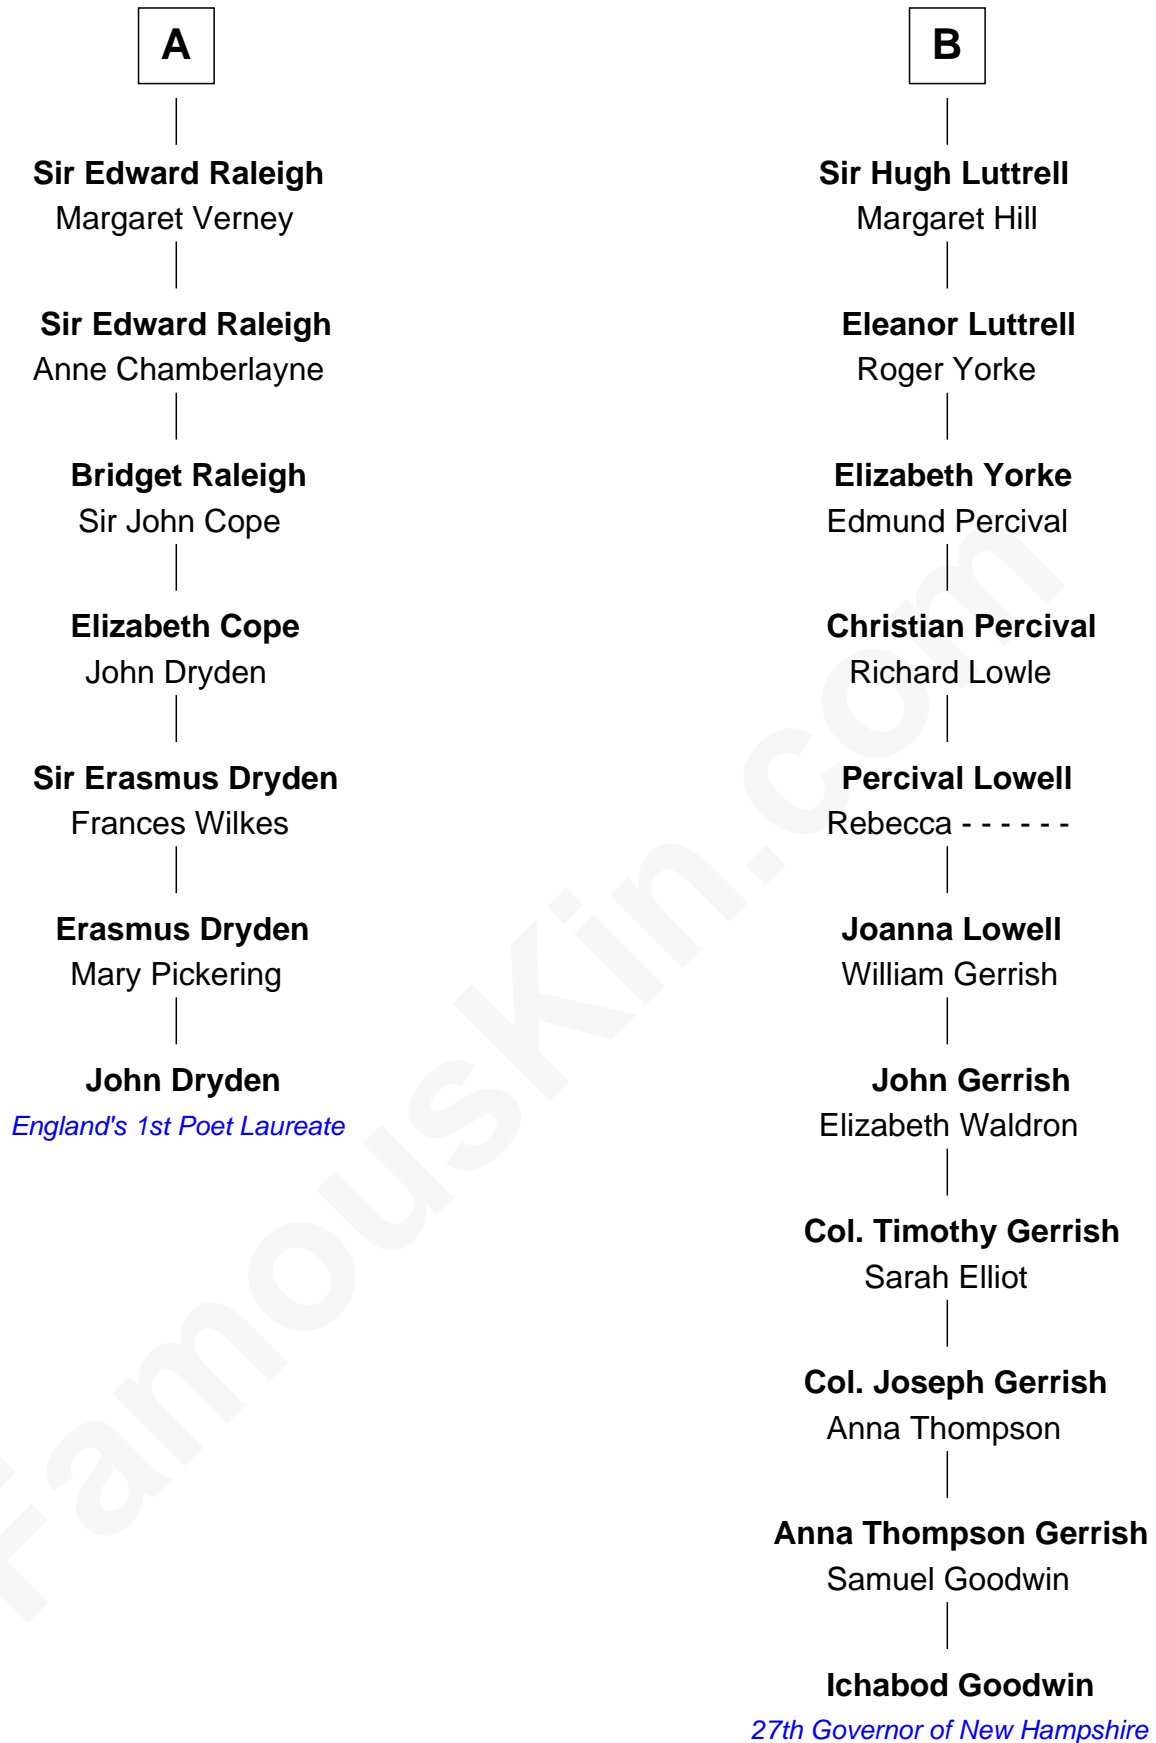 A
Sir Edward Raleigh
Margaret Verney
Sir Edward Raleigh
Anne Chamberlayne
Bridget Raleigh
Sir John Cope
Elizabeth Cope
John Dryden
Sir Erasmus Dryden
Frances Wilkes
Erasmus Dryden
Mary Pickering
John Dryden
England's 1st Poet Laureate
B
Sir Hugh Luttrell
Margaret Hill
Eleanor Luttrell
Roger Yorke
Elizabeth Yorke
Edmund Percival
Christian Percival
Richard Lowle
Percival Lowell
Rebecca - - - - - -
Joanna Lowell
William Gerrish
John Gerrish
Elizabeth Waldron
Col. Timothy Gerrish
Sarah Elliot
Col. Joseph Gerrish
Anna Thompson
Anna Thompson Gerrish
Samuel Goodwin
Ichabod Goodwin
27th Governor of New Hampshire
FamousKin.com